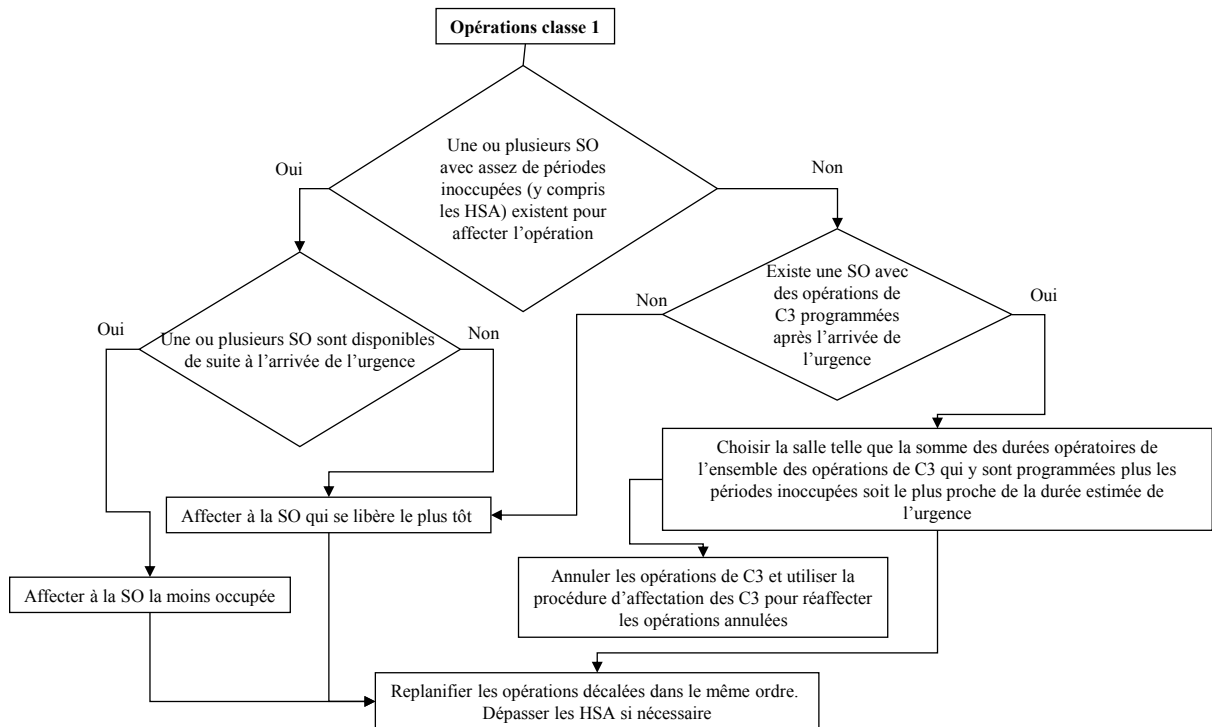 Opérations classe 1
Une ou plusieurs SO
avec assez de périodes
inoccupées (y compris
les HSA) existent pour
affecter l'opération
Oui
Non
Une ou plusieurs SO sont disponibles
de suite à l'arrivée de l'urgence
Oui
Non
Existe une SO avec
des opérations de
C3 programmées
après l'arrivée de
l'urgence
Non
Oui
Choisir la salle telle que la somme des durées opératoires de
l'ensemble des opérations de C3 qui y sont programmées plus les
périodes inoccupées soit le plus proche de la durée estimée de
l'urgence
Affecter à la SO qui se libère le plus tôt
Affecter à la SO la moins occupée
Annuler les opérations de C3 et utiliser la
procédure d'affectation des C3 pour réaffecter
les opérations annulées
Replanifier les opérations décalées dans le même ordre.
Dépasser les HSA si nécessaire